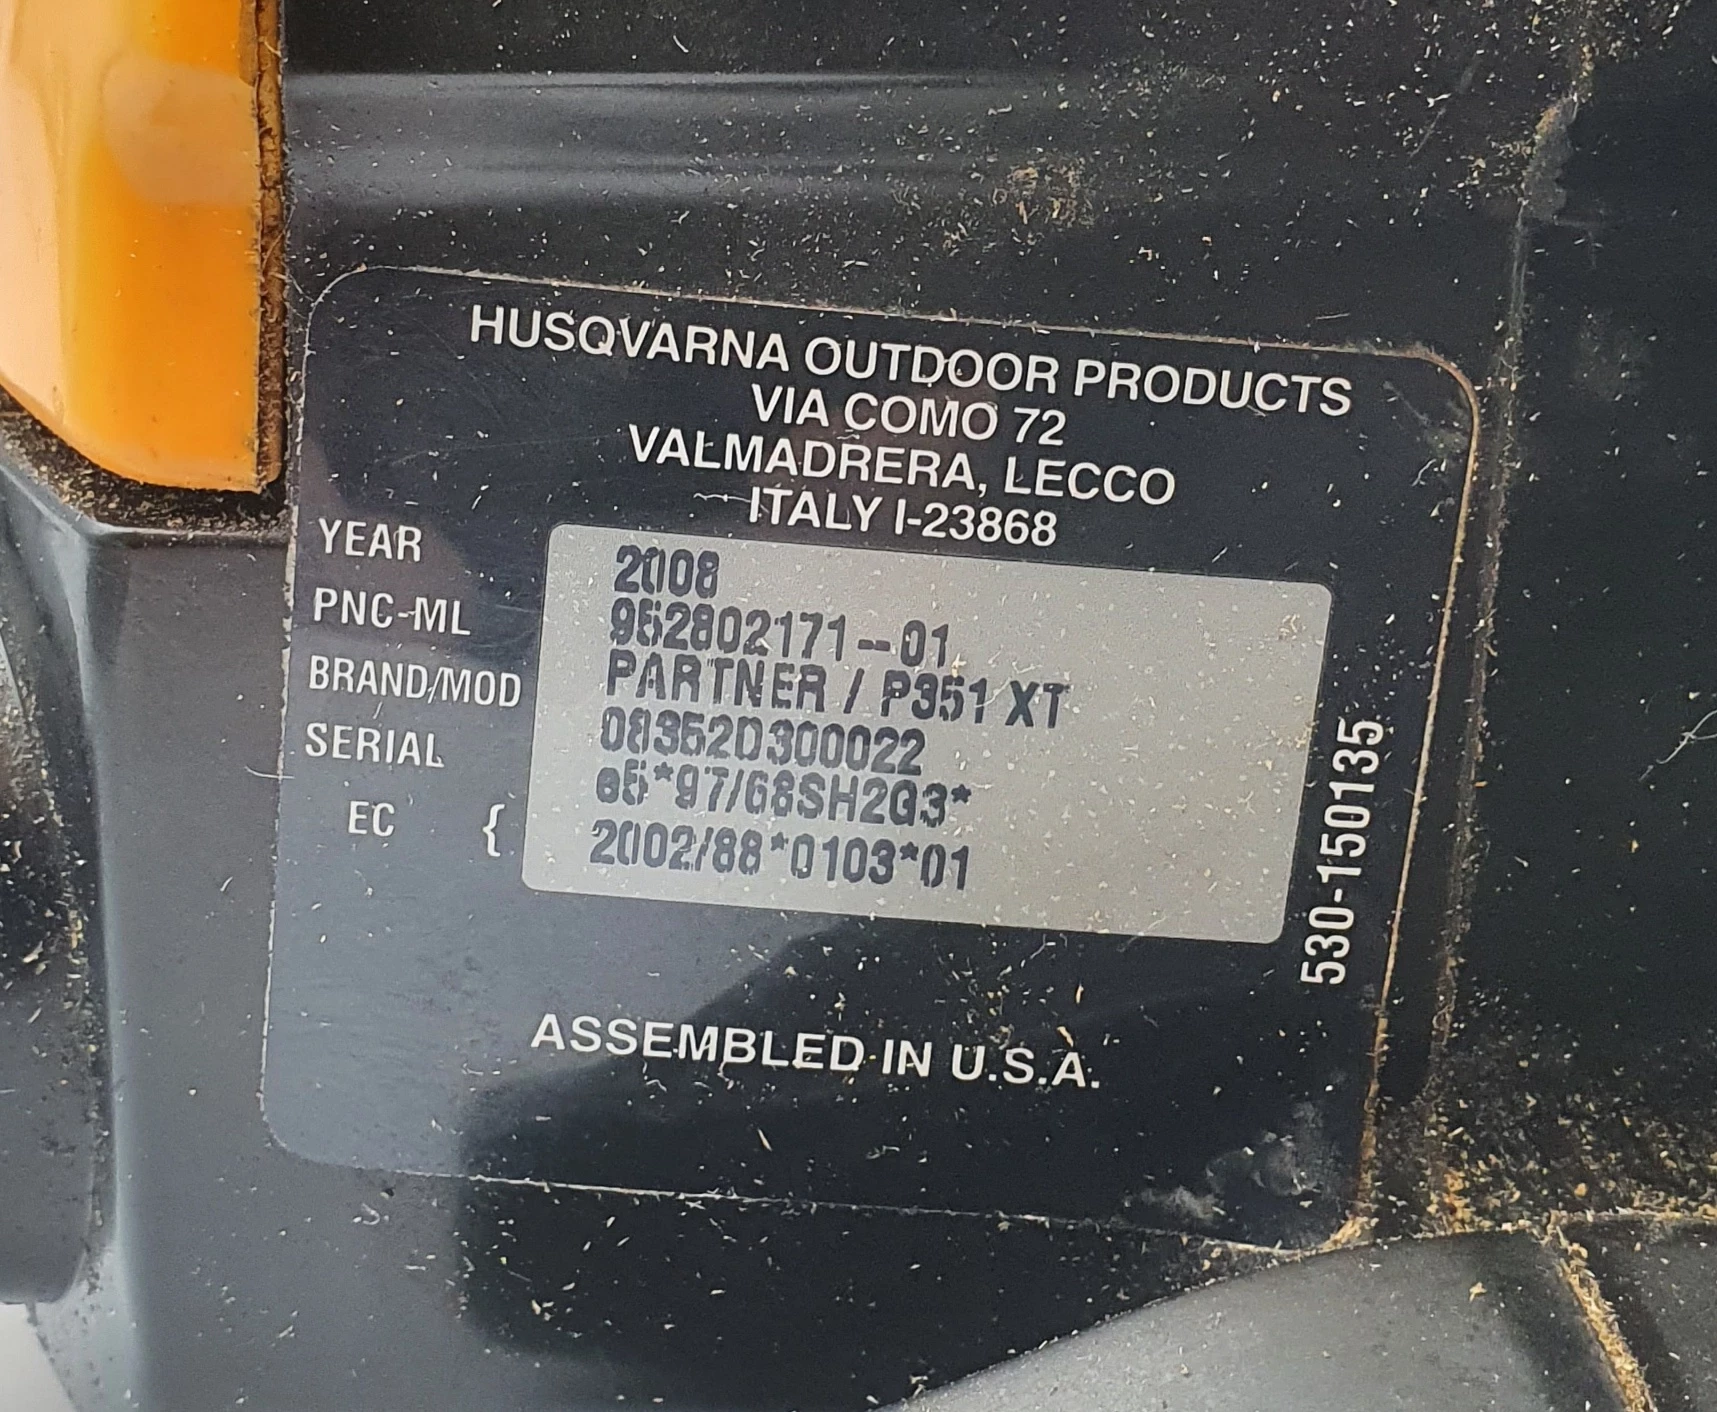 HUSQVARNA OUTDOOR PRODUCTS
VIA COMO 72
VALMADRERA, LECCO
ITALY I-23868
YEAR 2008
PNC-ML 952802171-01
BRAND/MOD PARTNER / P351 XT
SERIAL 08352D300022
EC { e5*97/68SH2G3*
2002/88*0103*01
530-150135
ASSEMBLED IN U.S.A.